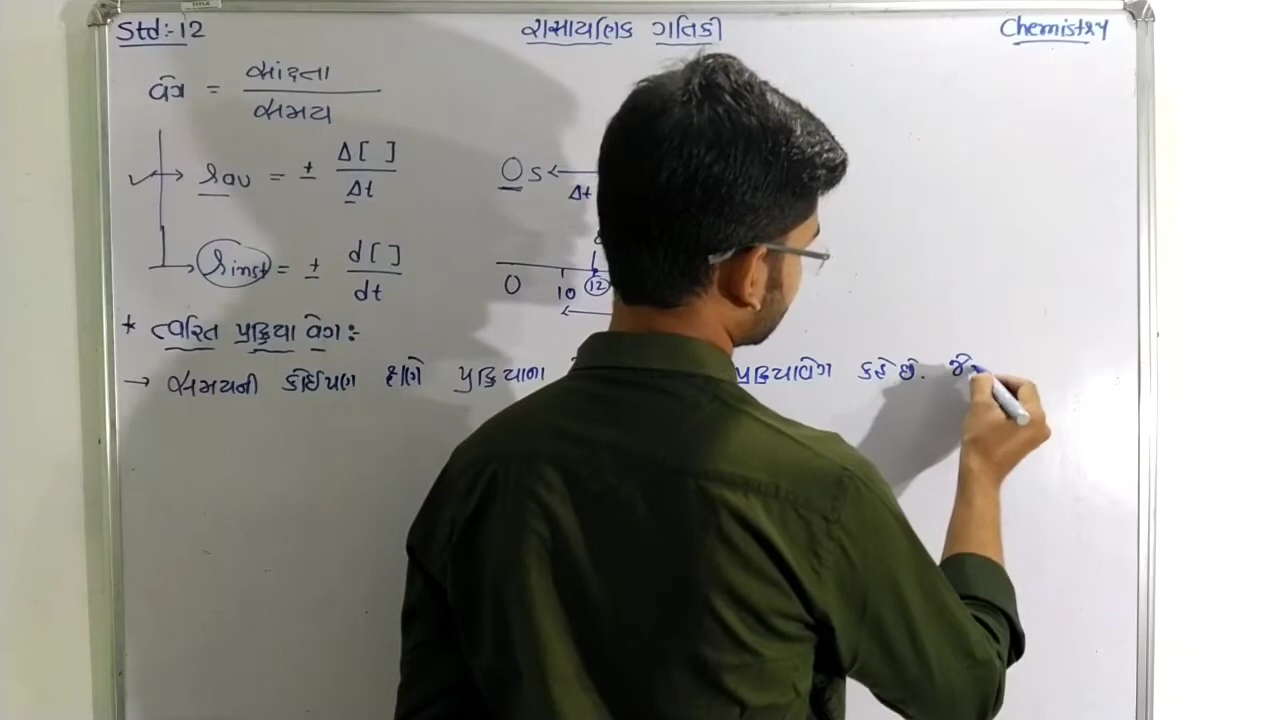 Std:-12 રાસાયણિક ગતિકી Chemistry
વેગ = સાંદ્રતા / સમય
rav = ± Δ[ ] / Δt
0 s ←
Δt
rinst = ± d[ ] / dt
0 10 12
* ત્વરિત પ્રક્રિયા વેગ :-
→ સમયની કોઈપણ ક્ષણે પ્રક્રિયાના પ્રક્રિયાવેગ કહે છે. જે